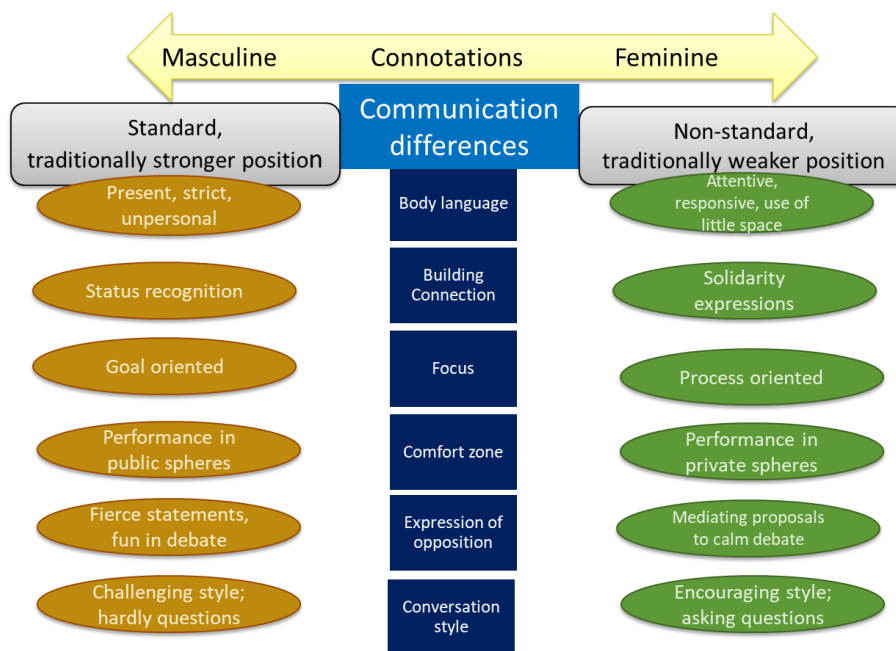 Masculine Connotations Feminine
Communication
differences
Standard,
traditionally stronger position
Non-standard,
traditionally weaker position
Present, strict,
unpersonal
Body language
Attentive,
responsive, use of
little space
Status recognition
Building
Connection
Solidarity
expressions
Goal oriented
Focus
Process oriented
Performance in
public spheres
Comfort zone
Performance in
private spheres
Fierce statements,
fun in debate
Expression of
opposition
Mediating proposals
to calm debate
Challenging style;
hardly questions
Conversation
style
Encouraging style;
asking questions